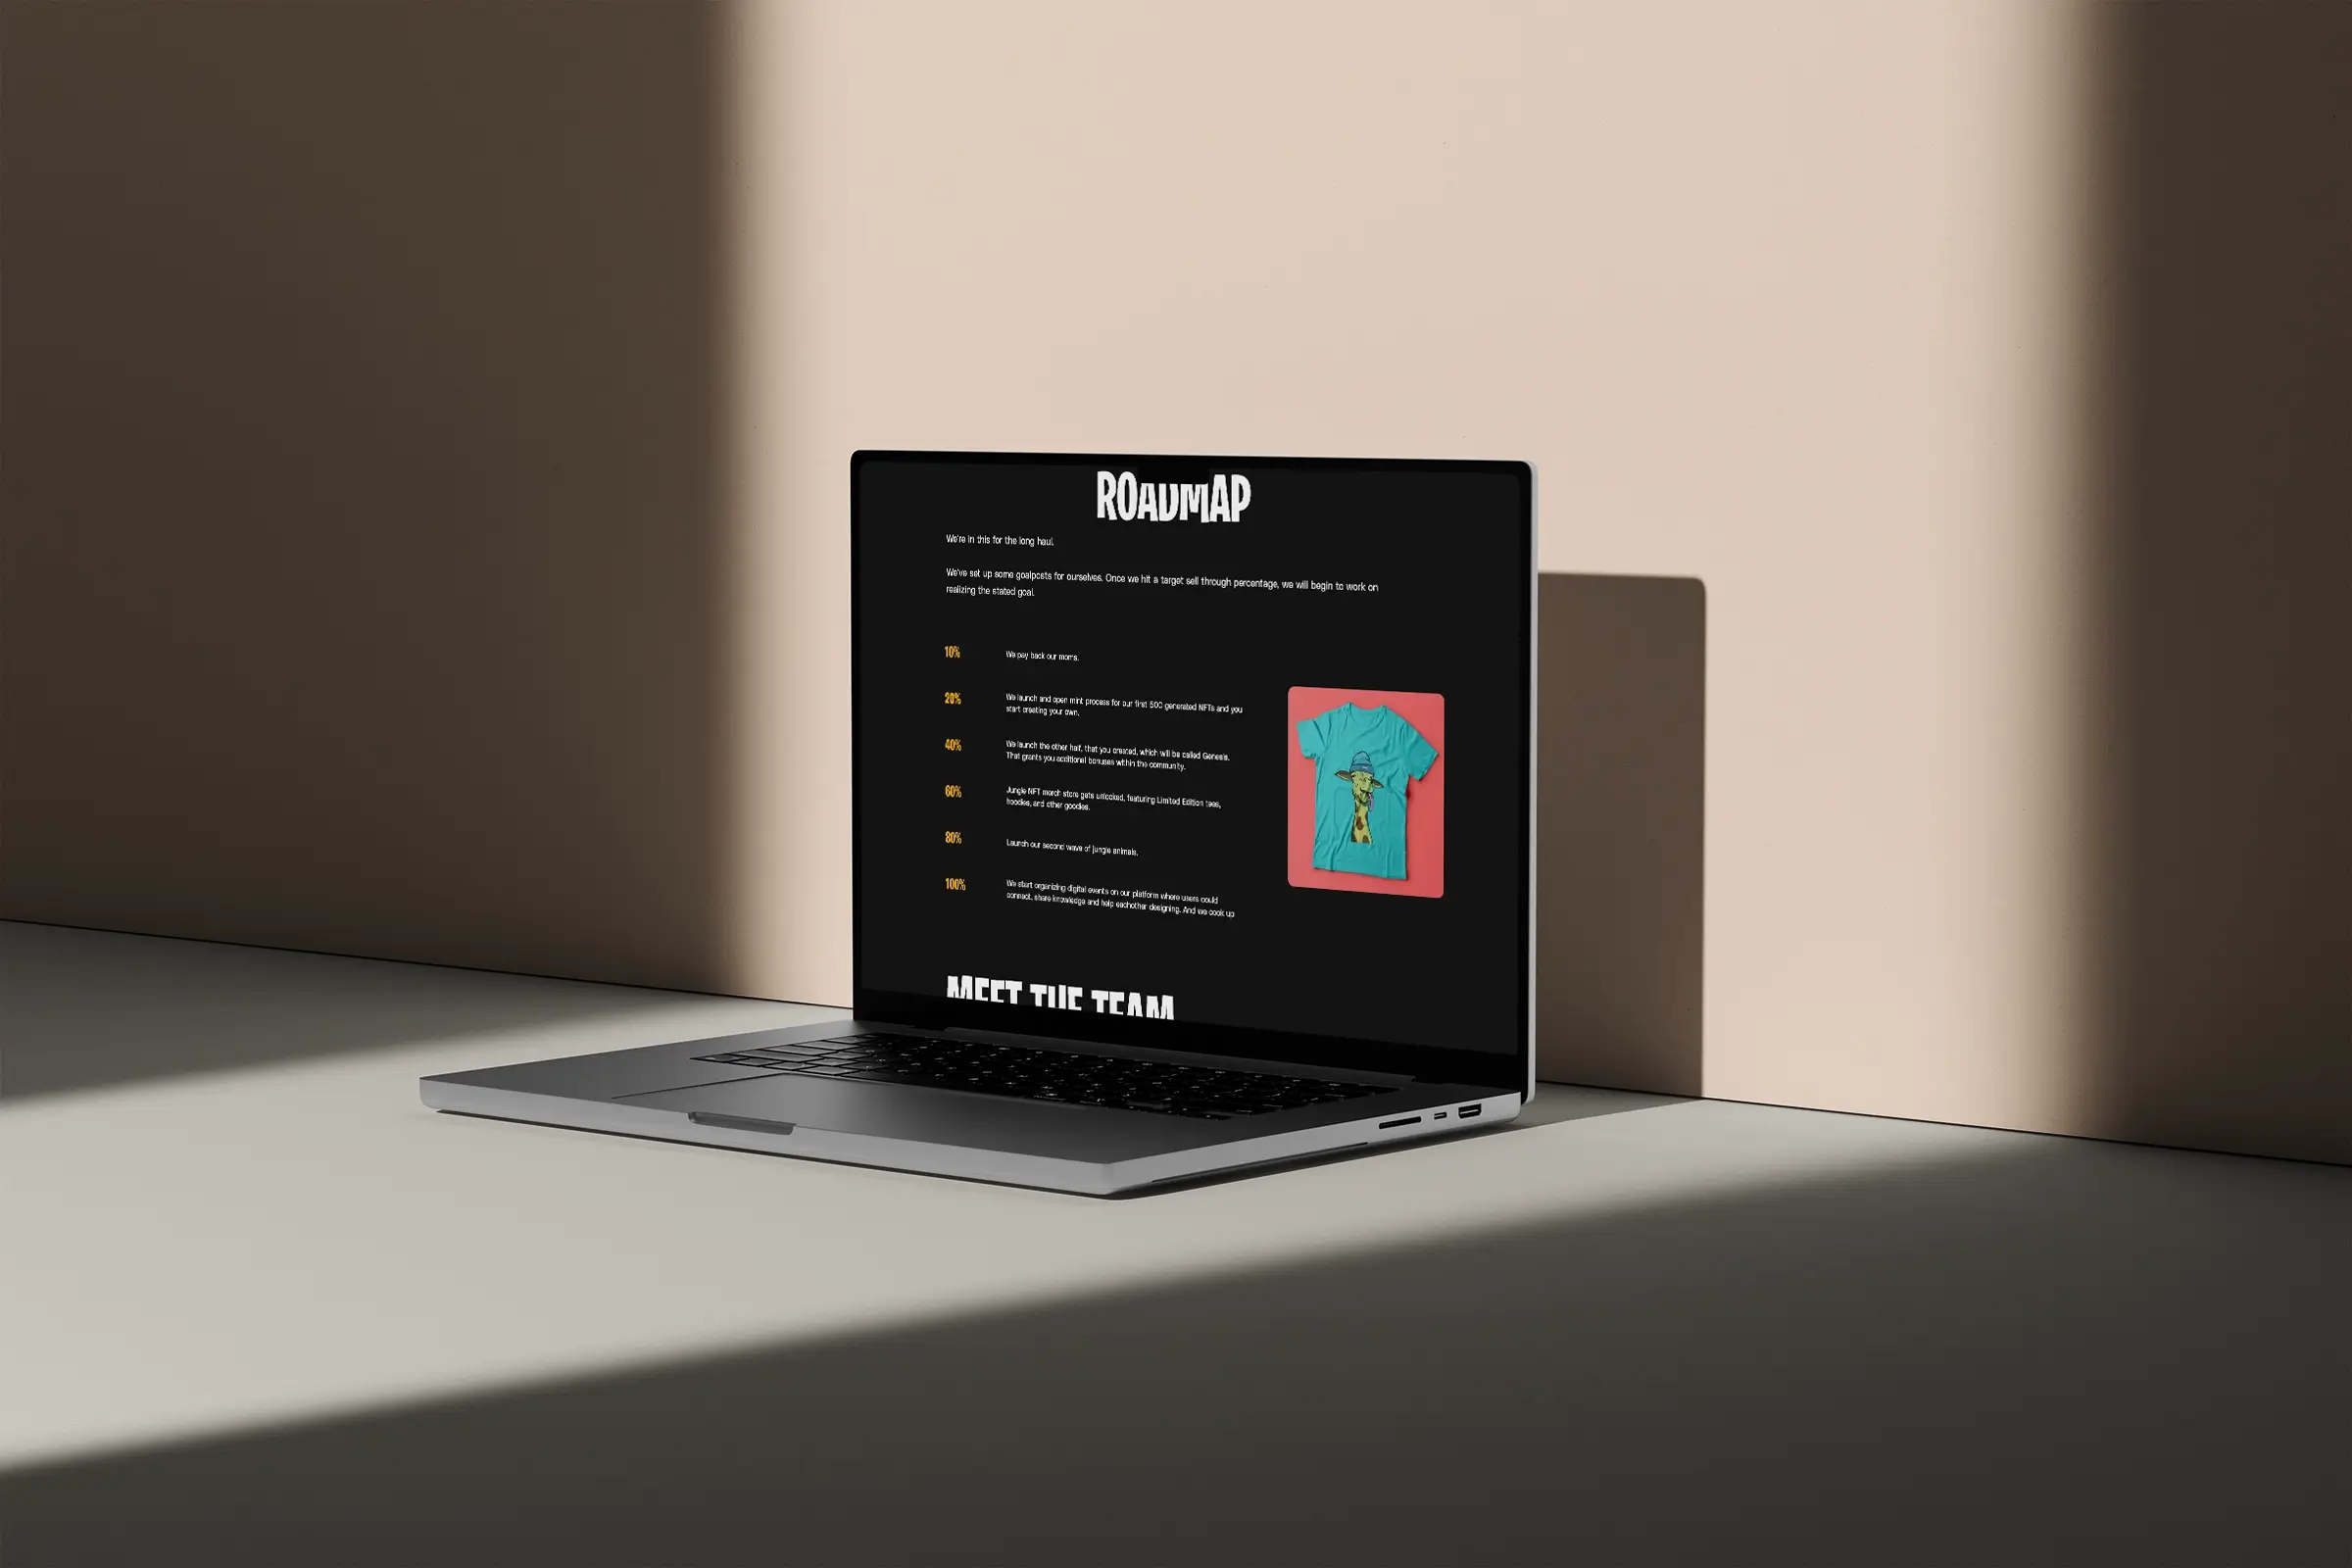 ROADMAP
We're in this for the long haul.
We've set up some goalposts for ourselves. Once we hit a target sell through percentage, we will begin to work on
realizing the stated goal.
10%
We pay back our moms.
20%
We launch and open mint process for our first 500 generated NFTs and you
start creating your own.
40%
We launch the other half, that you created, which will be called Genesis.
That grants you additional bonuses within the community.
60%
Jungle NFT merch store gets unlocked, featuring Limited Edition tees,
hoodies, and other goodies.
80%
Launch our second wave of jungle animals.
100%
We start organizing digital events on our platform where users could
connect, share knowledge and help eachother designing. And we cook up
MEET THE TEAM